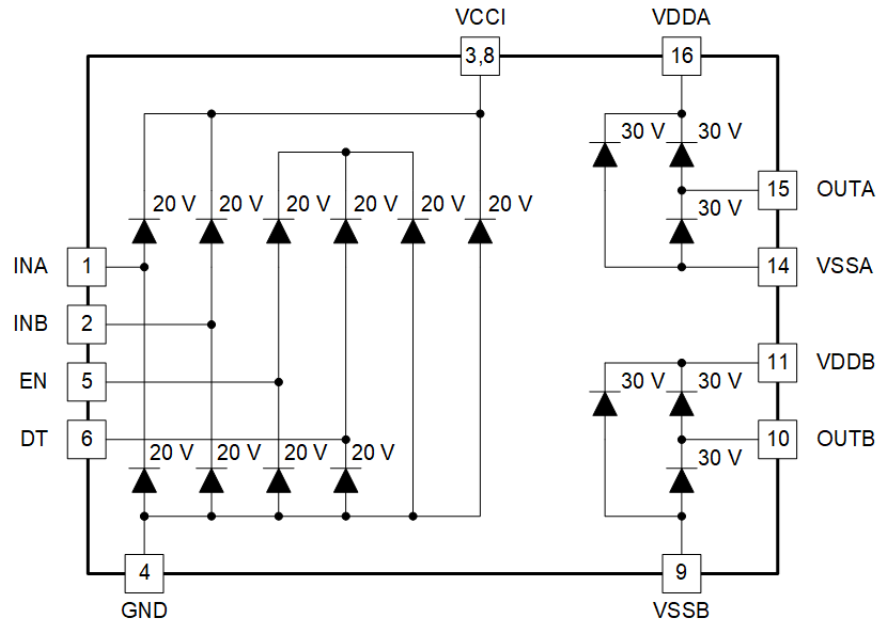 VCCI VDDA
3,8 16
30 V 30 V
15 OUTA
20 V 20 V 20 V 20 V 20 V 20 V 30 V
INA 1 14 VSSA
INB 2
11 VDDB
EN 5 30 V 30 V
DT 6 10 OUTB
20 V 20 V 20 V 20 V 30 V
4 9
GND VSSB